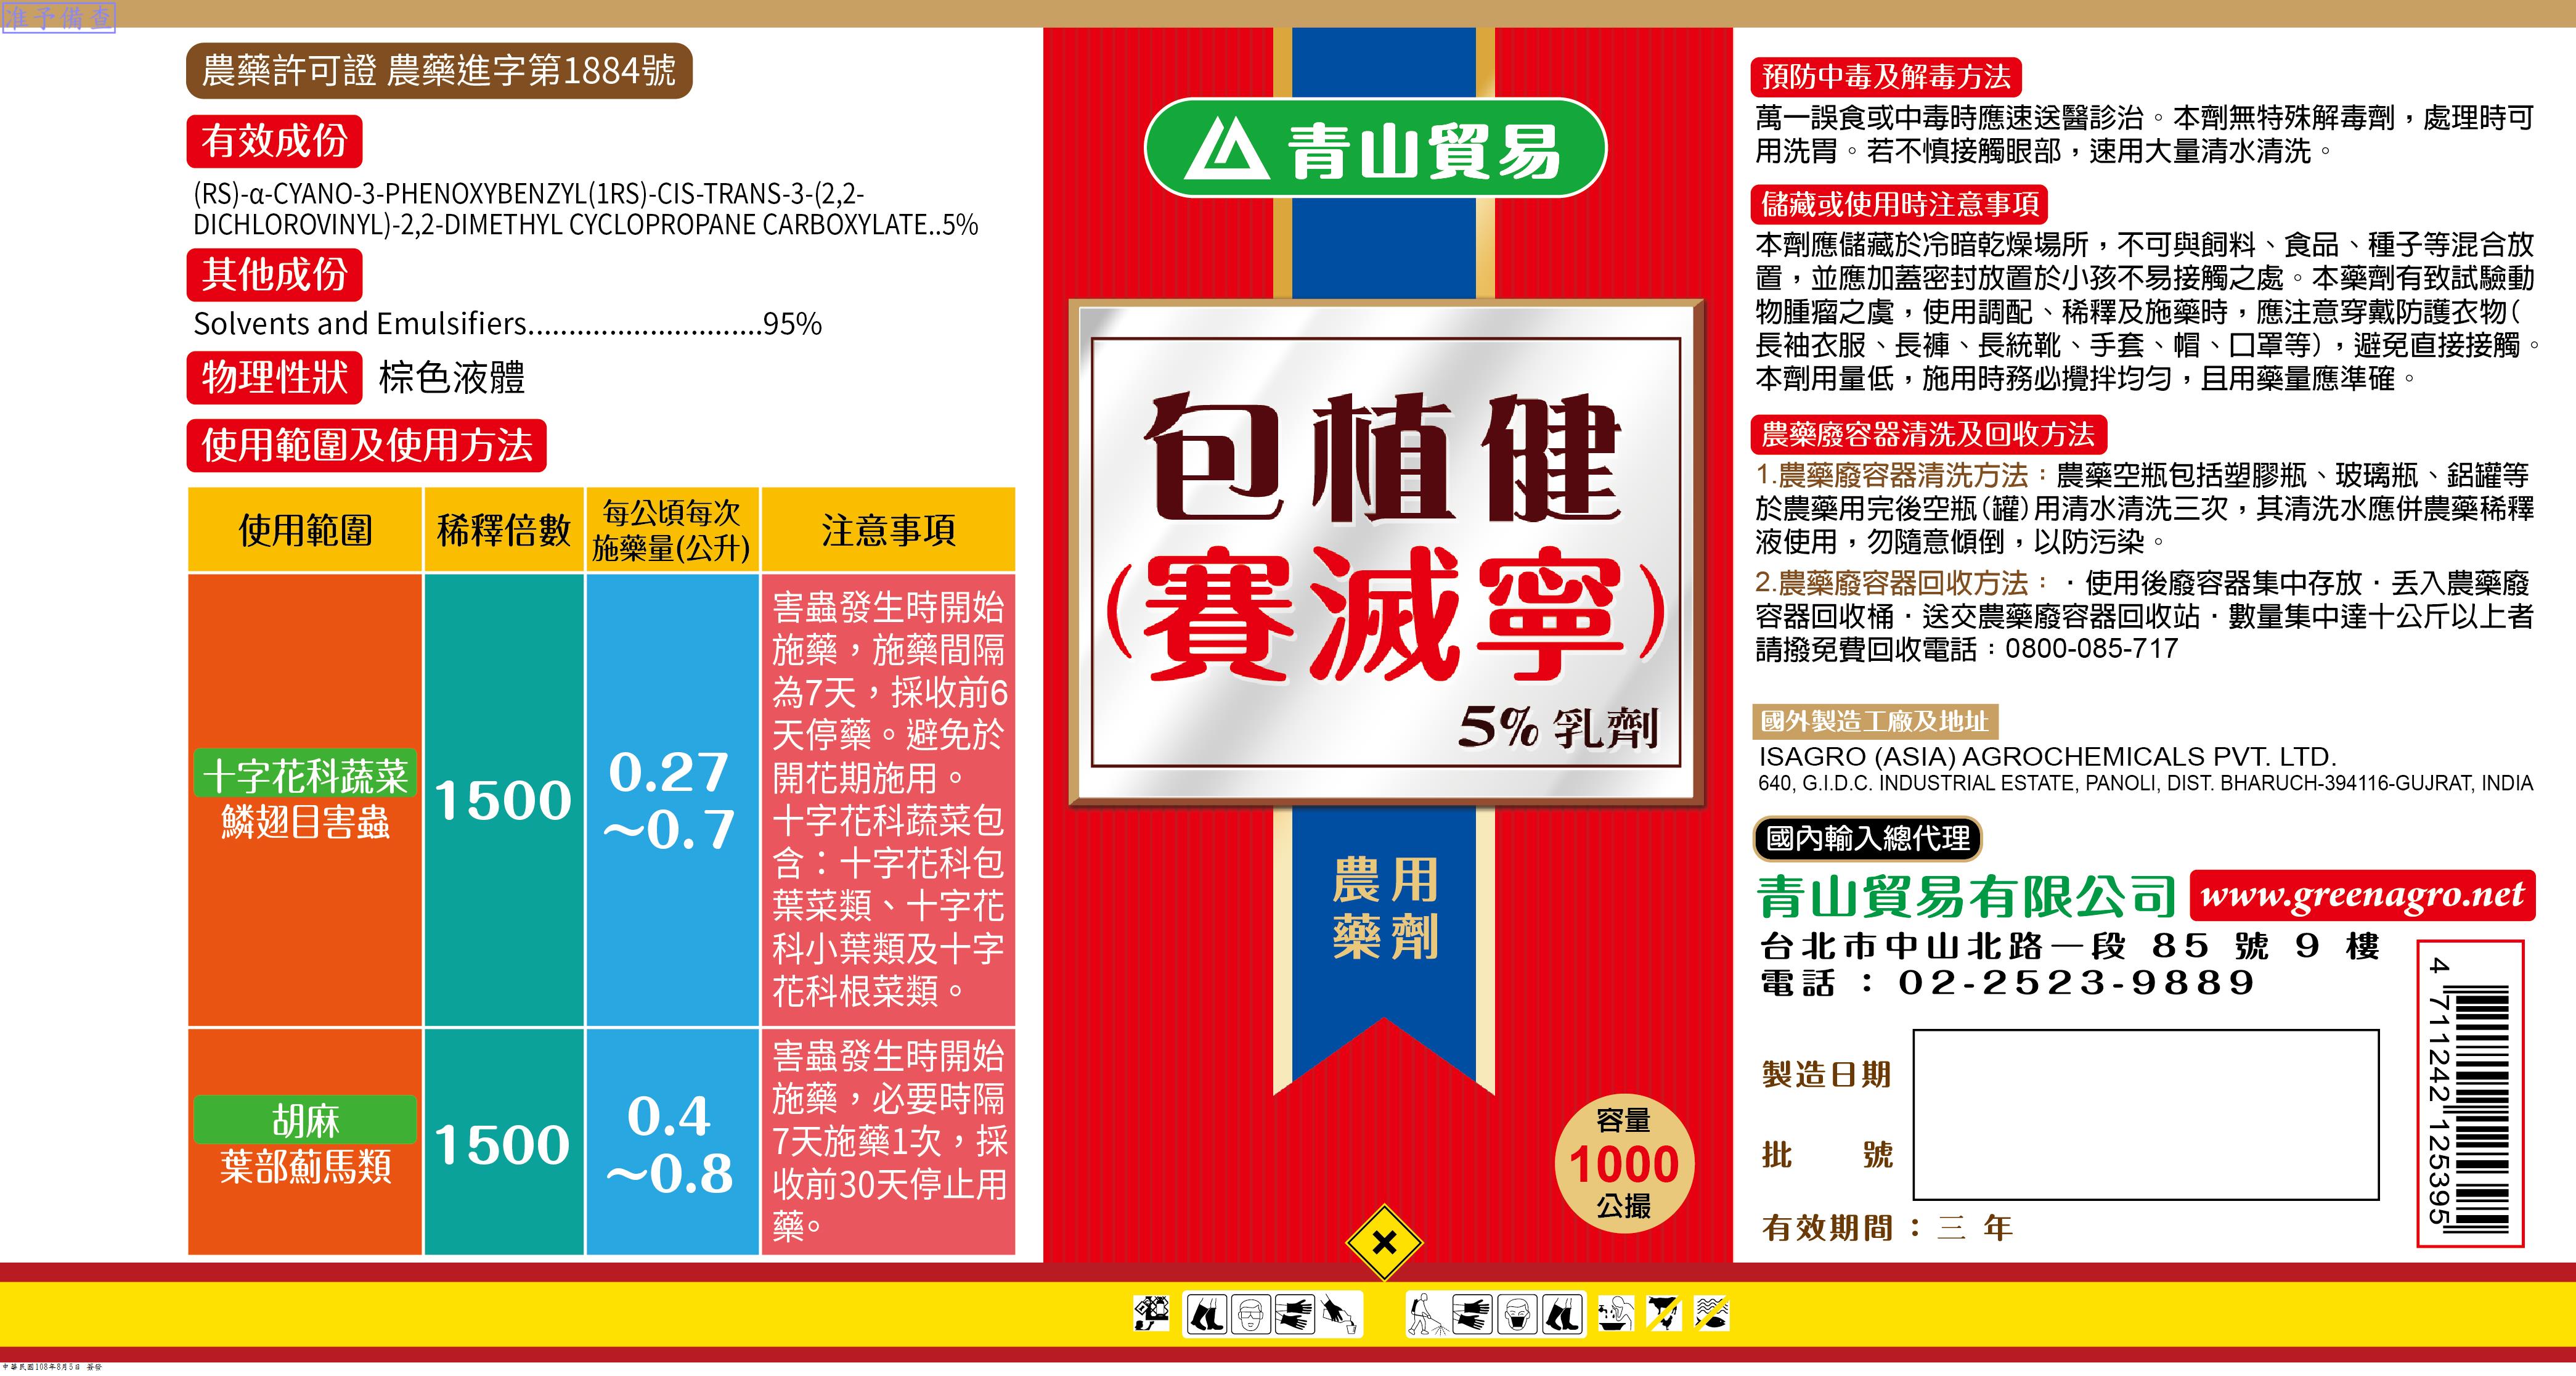 准予備查
農藥許可證 農藥進字第1884號
有效成份
(RS)-α-CYANO-3-PHENOXYBENZYL(1RS)-CIS-TRANS-3-(2,2-
DICHLOROVINYL)-2,2-DIMETHYL CYCLOPROPANE CARBOXYLATE..5%
其他成份
Solvents and Emulsifiers.............................95%
物理性狀 棕色液體
使用範圍及使用方法
使用範圍 稀釋倍數 每公頃每次 注意事項
施藥量(公升)
十字花科蔬菜
鱗翅目害蟲
1500
0.27
~0.7
害蟲發生時開始
施藥，施藥間隔
為7天，採收前6
天停藥。避免於
開花期施用。
十字花科蔬菜包
含：十字花科包
葉菜類、十字花
科小葉類及十字
花科根菜類。
胡麻
葉部薊馬類
1500
0.4
~0.8
害蟲發生時開始
施藥，必要時隔
7天施藥1次，採
收前30天停止用
藥。
青山貿易
包植健
(賽滅寧)
5% 乳劑
農用
藥劑
容量
1000
公撮
預防中毒及解毒方法
萬一誤食或中毒時應速送醫診治。本劑無特殊解毒劑，處理時可
用洗胃。若不慎接觸眼部，速用大量清水清洗。
儲藏或使用時注意事項
本劑應儲藏於冷暗乾燥場所，不可與飼料、食品、種子等混合放
置，並應加蓋密封放置於小孩不易接觸之處。本藥劑有致試驗動
物腫瘤之虞，使用調配、稀釋及施藥時，應注意穿戴防護衣物(
長袖衣服、長褲、長統靴、手套、帽、口罩等)，避免直接接觸。
本劑用量低，施用時務必攪拌均勻，且用藥量應準確。
農藥廢容器清洗及回收方法
1.農藥廢容器清洗方法：農藥空瓶包括塑膠瓶、玻璃瓶、鋁罐等
於農藥用完後空瓶(罐)用清水清洗三次，其清洗水應併農藥稀釋
液使用，勿隨意傾倒，以防污染。
2.農藥廢容器回收方法：．使用後廢容器集中存放．丟入農藥廢
容器回收桶．送交農藥廢容器回收站．數量集中達十公斤以上者
請撥免費回收電話：0800-085-717
國外製造工廠及地址
ISAGRO (ASIA) AGROCHEMICALS PVT. LTD.
640, G.I.D.C. INDUSTRIAL ESTATE, PANOLI, DIST. BHARUCH-394116-GUJRAT, INDIA
國內輸入總代理
青山貿易有限公司 www.greenagro.net
台北市中山北路一段 85 號 9 樓
電話：02-2523-9889
製造日期
批 號
有效期間：三 年
4 711242 125395
中華民國108年8月5日 簽發